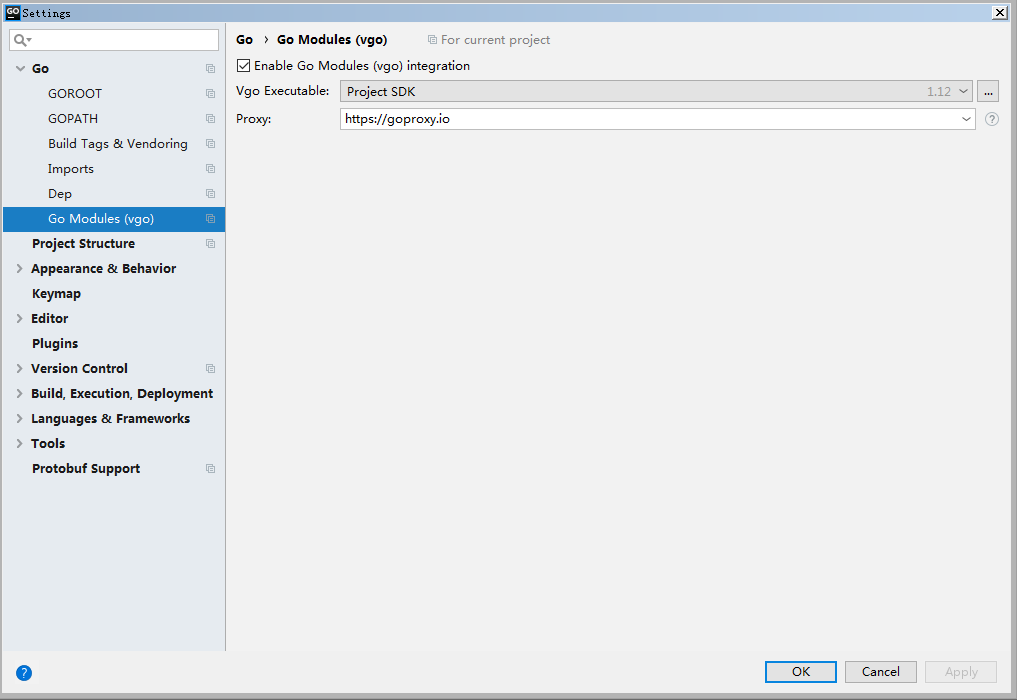 GO Settings
Go
GOROOT
GOPATH
Build Tags & Vendoring
Imports
Dep
Go Modules (vgo)
Project Structure
Appearance & Behavior
Keymap
Editor
Plugins
Version Control
Build, Execution, Deployment
Languages & Frameworks
Tools
Protobuf Support
Go › Go Modules (vgo) For current project
Enable Go Modules (vgo) integration
Vgo Executable: Project SDK 1.12 ...
Proxy: https://goproxy.io ?
? OK Cancel Apply